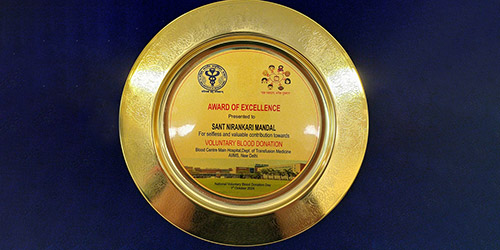 AWARD OF EXCELLENCE
Presented to
SANT NIRANKARI MANDAL
For selfless and valuable contribution towards
VOLUNTARY BLOOD DONATION
Blood Centre Main Hospital, Dept. of Transfusion Medicine
AIIMS, New Delhi
National Voluntary Blood Donation Day